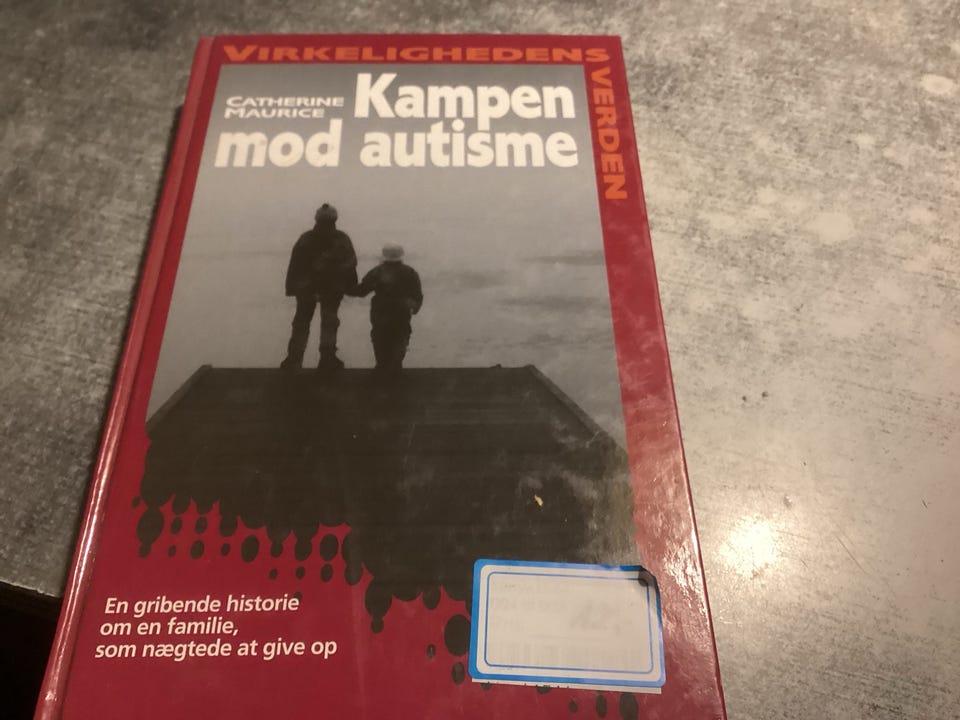 VIRKELIGHEDENS VERDEN
CATHERINE MAURICE
Kampen
mod autisme
En gribende historie
om en familie,
som nægtede at give op